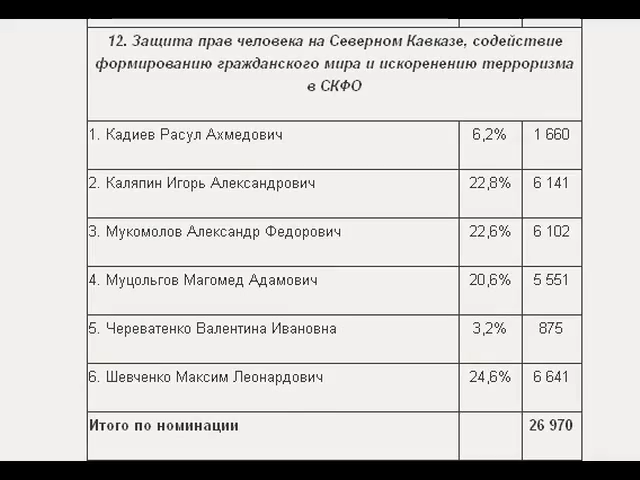 12. Защита прав человека на Северном Кавказе, содействие
формированию гражданского мира и искоренению терроризма
в СКФО
1. Кадиев Расул Ахмедович 6,2% 1 660
2. Каляпин Игорь Александрович 22,8% 6 141
3. Мукомолов Александр Федорович 22,6% 6 102
4. Муцольгов Магомед Адамович 20,6% 5 551
5. Череватенко Валентина Ивановна 3,2% 875
6. Шевченко Максим Леонардович 24,6% 6 641
Итого по номинации 26 970